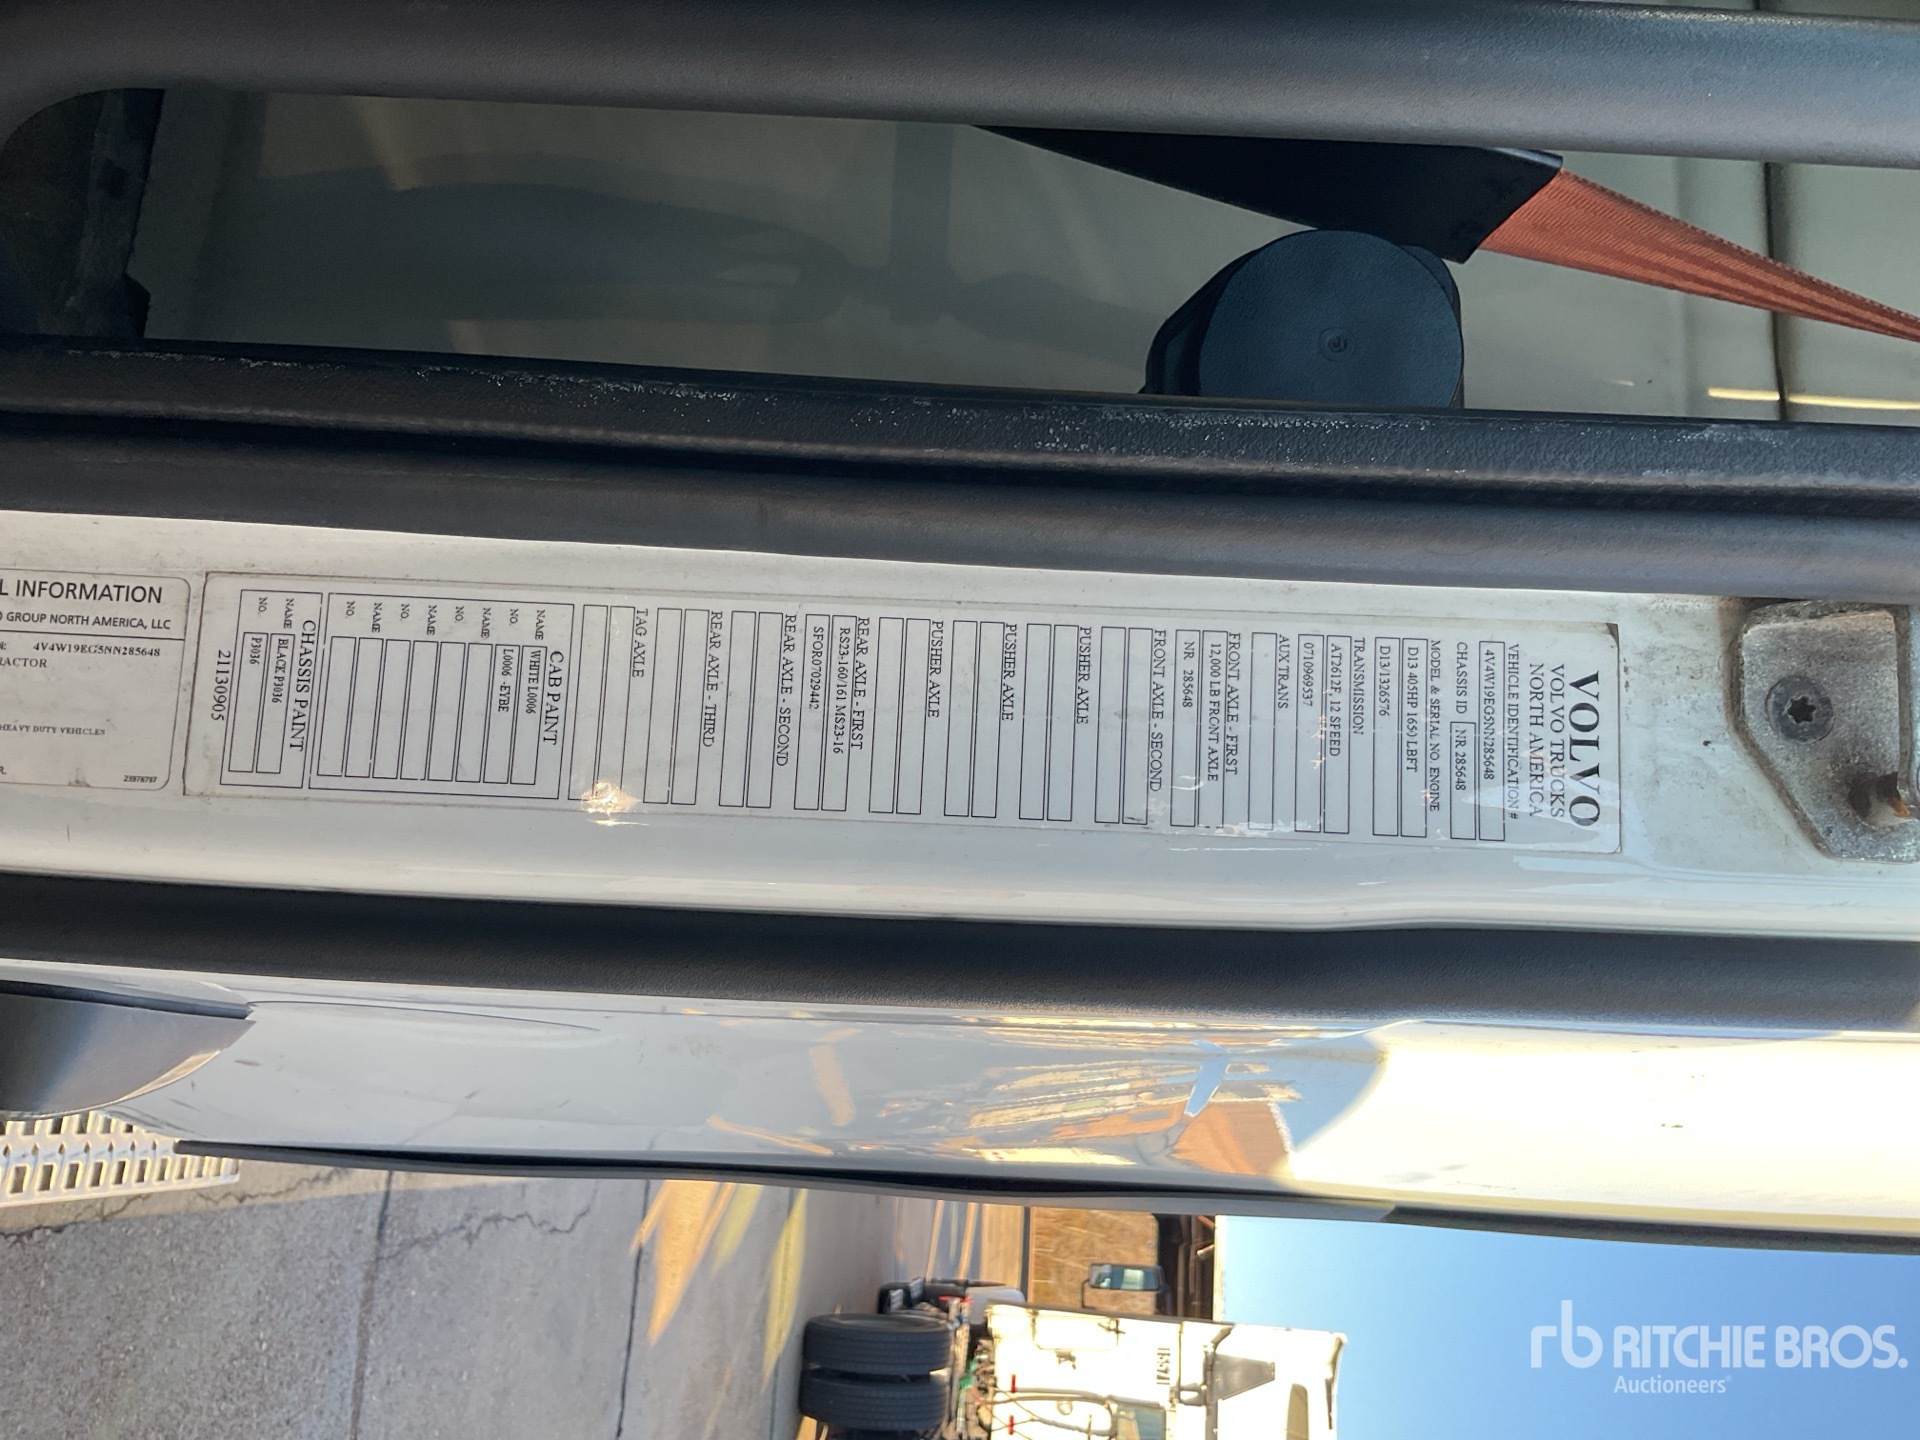 VOLVO
VOLVO TRUCKS
NORTH AMERICA
VEHICLE IDENTIFICATION #
4V4W19EG5NN285648
CHASSIS ID NR 285648
MODEL & SERIAL NO. ENGINE
D13 405HP 1650 LBFT
D13/1326576
TRANSMISSION
AT2612F, 12 SPEED
0710969537
AUX TRANS
FRONT AXLE - FIRST
12,000 LB FRONT AXLE
NR 285648
FRONT AXLE - SECOND
PUSHER AXLE
PUSHER AXLE
PUSHER AXLE
REAR AXLE - FIRST
RS23-160/161 MS23-16
SFOR07029442
REAR AXLE - SECOND
REAR AXLE - THIRD
TAG AXLE
CAB PAINT
NAME WHITE L0006
NO. L0006 -EYBE
NAME
NO.
NAME
NO.
NAME
NO.
CHASSIS PAINT
NAME BLACK P3036
NO. P3036
21130905
L INFORMATION
GROUP NORTH AMERICA, LLC
4V4W19EG5NN285648
RACTOR
HEAVY DUTY VEHICLES
R.
23978797
rb RITCHIE BROS.
Auctioneers